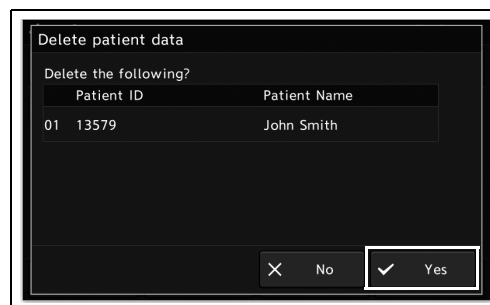 Delete patient data
Delete the following?
Patient ID Patient Name
01 13579 John Smith
No Yes